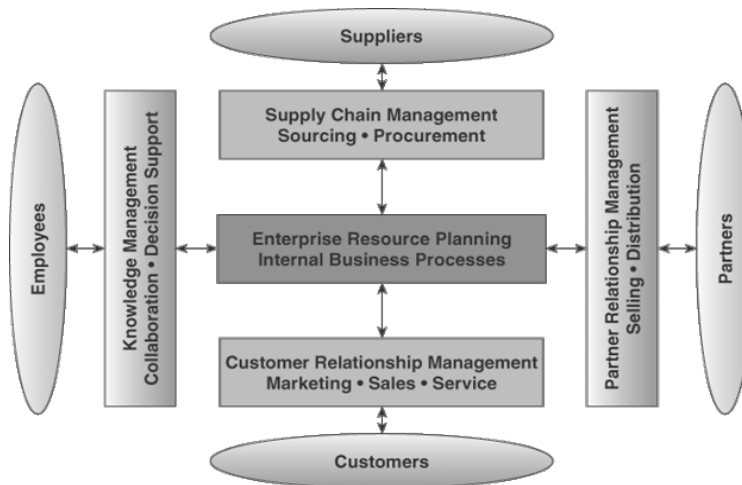 Suppliers
Supply Chain Management
Sourcing • Procurement
Employees
Knowledge Management
Collaboration • Decision Support
Enterprise Resource Planning
Internal Business Processes
Partner Relationship Management
Selling • Distribution
Partners
Customer Relationship Management
Marketing • Sales • Service
Customers